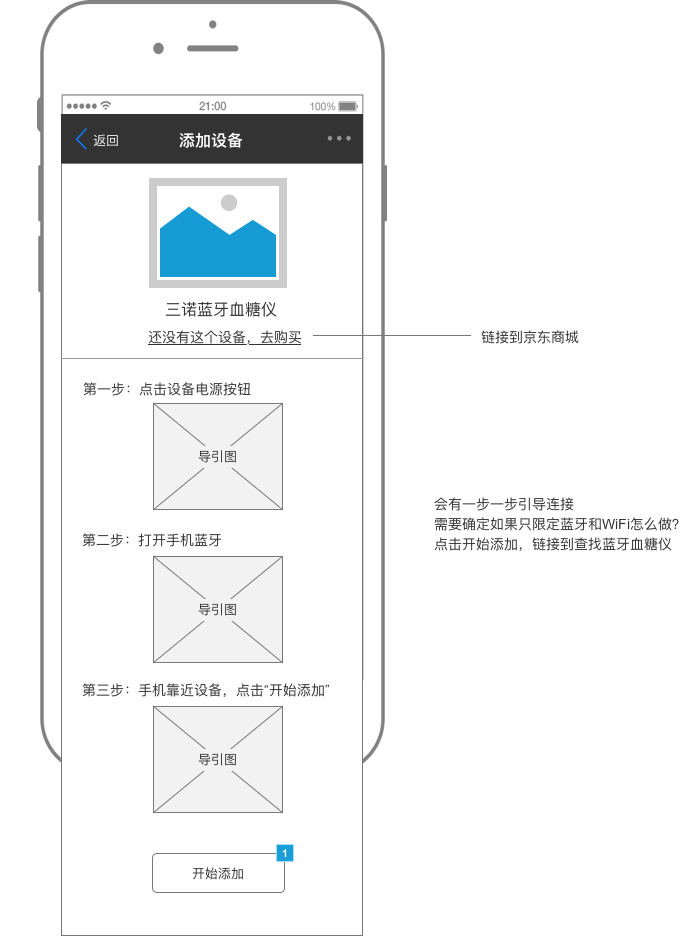 21:00
100%
返回
添加设备
三诺蓝牙血糖仪
还没有这个设备，去购买
链接到京东商城
第一步：点击设备电源按钮
导引图
会有一步一步引导连接
需要确定如果只限定蓝牙和WiFi怎么做?
点击开始添加，链接到查找蓝牙血糖仪
第二步：打开手机蓝牙
导引图
第三步：手机靠近设备，点击“开始添加”
导引图
1
开始添加